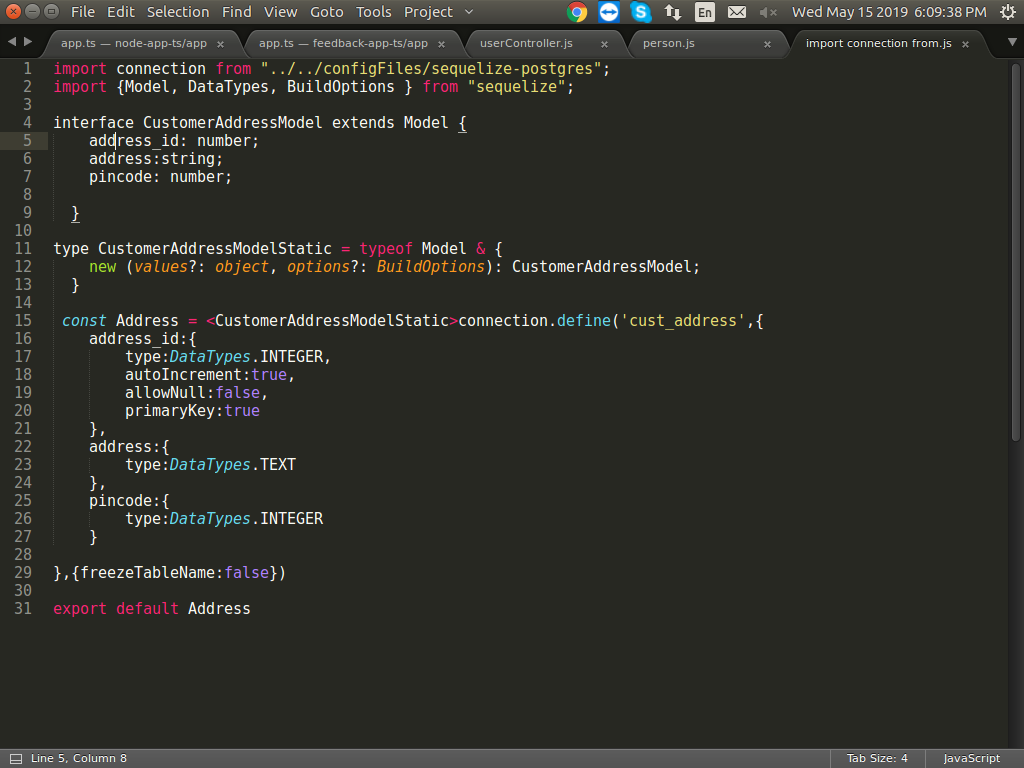 File Edit Selection Find View Goto Tools Project En Wed May 15 2019 6:09:38 PM
app.ts — node-app-ts/app × app.ts — feedback-app-ts/app × userController.js × person.js × import connection from.js ×
1 import connection from "../../configFiles/sequelize-postgres";
2 import {Model, DataTypes, BuildOptions } from "sequelize";
3
4 interface CustomerAddressModel extends Model {
5     address_id: number;
6     address:string;
7     pincode: number;
8
9   }
10
11 type CustomerAddressModelStatic = typeof Model & {
12     new (values?: object, options?: BuildOptions): CustomerAddressModel;
13   }
14
15  const Address = <CustomerAddressModelStatic>connection.define('cust_address',{
16     address_id:{
17         type:DataTypes.INTEGER,
18         autoIncrement:true,
19         allowNull:false,
20         primaryKey:true
21     },
22     address:{
23         type:DataTypes.TEXT
24     },
25     pincode:{
26         type:DataTypes.INTEGER
27     }
28
29 },{freezeTableName:false})
30
31 export default Address
Line 5, Column 8 Tab Size: 4 JavaScript